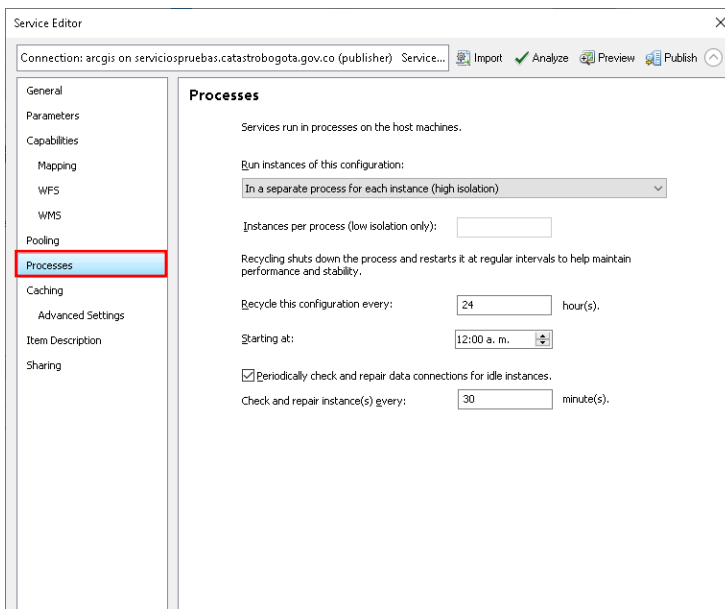 Service Editor
Connection: arcgis on serviciospruebas.catastrobogota.gov.co (publisher) Service... Import Analyze Preview Publish
General
Parameters
Capabilities
Mapping
WFS
WMS
Pooling
Processes
Caching
Advanced Settings
Item Description
Sharing
Processes
Services run in processes on the host machines.
Run instances of this configuration:
In a separate process for each instance (high isolation)
Instances per process (low isolation only):
Recycling shuts down the process and restarts it at regular intervals to help maintain
performance and stability.
Recycle this configuration every: 24 hour(s).
Starting at: 12:00 a. m.
Periodically check and repair data connections for idle instances.
Check and repair instance(s) every: 30 minute(s).